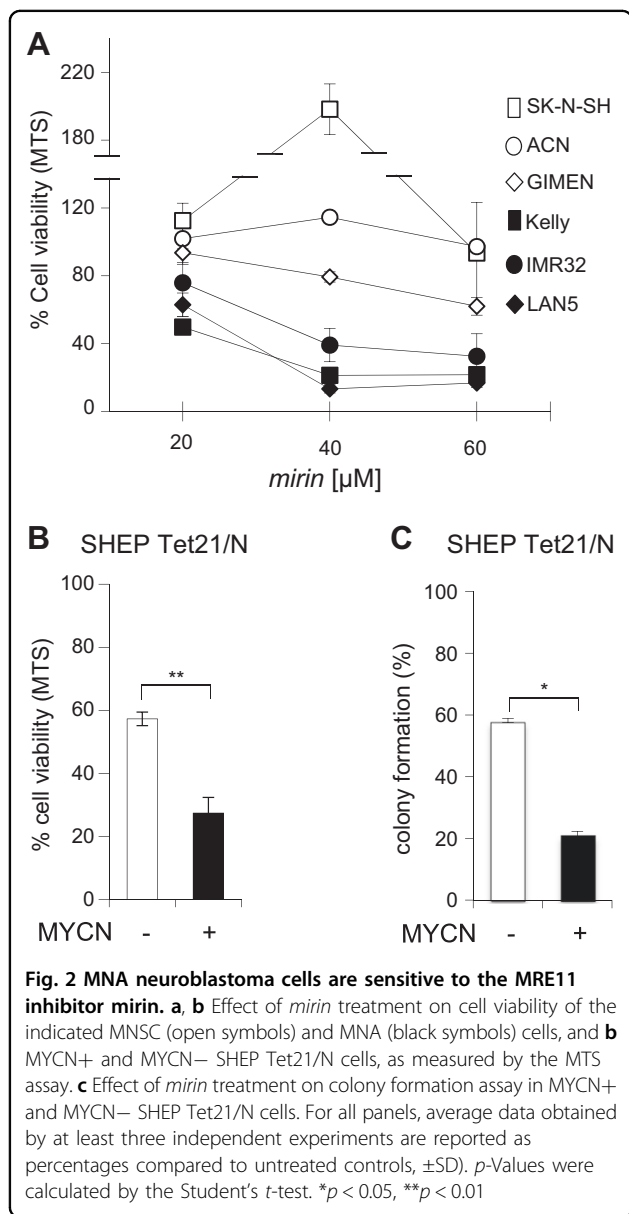 A
220
180
120
80
40
0
% Cell viability (MTS)
20
40
60
mirin [µM]
SK-N-SH
ACN
GIMEN
Kelly
IMR32
LAN5
B
SHEP Tet21/N
100
80
60
40
20
0
% cell viability (MTS)
**
MYCN - +
C
SHEP Tet21/N
100
80
60
40
20
0
colony formation (%)
*
MYCN - +
Fig. 2 MNA neuroblastoma cells are sensitive to the MRE11
inhibitor mirin. a, b Effect of mirin treatment on cell viability of the
indicated MNSC (open symbols) and MNA (black symbols) cells, and b
MYCN+ and MYCN− SHEP Tet21/N cells, as measured by the MTS
assay. c Effect of mirin treatment on colony formation assay in MYCN+
and MYCN− SHEP Tet21/N cells. For all panels, average data obtained
by at least three independent experiments are reported as
percentages compared to untreated controls, ±SD). p-Values were
calculated by the Student's t-test. *p < 0.05, **p < 0.01